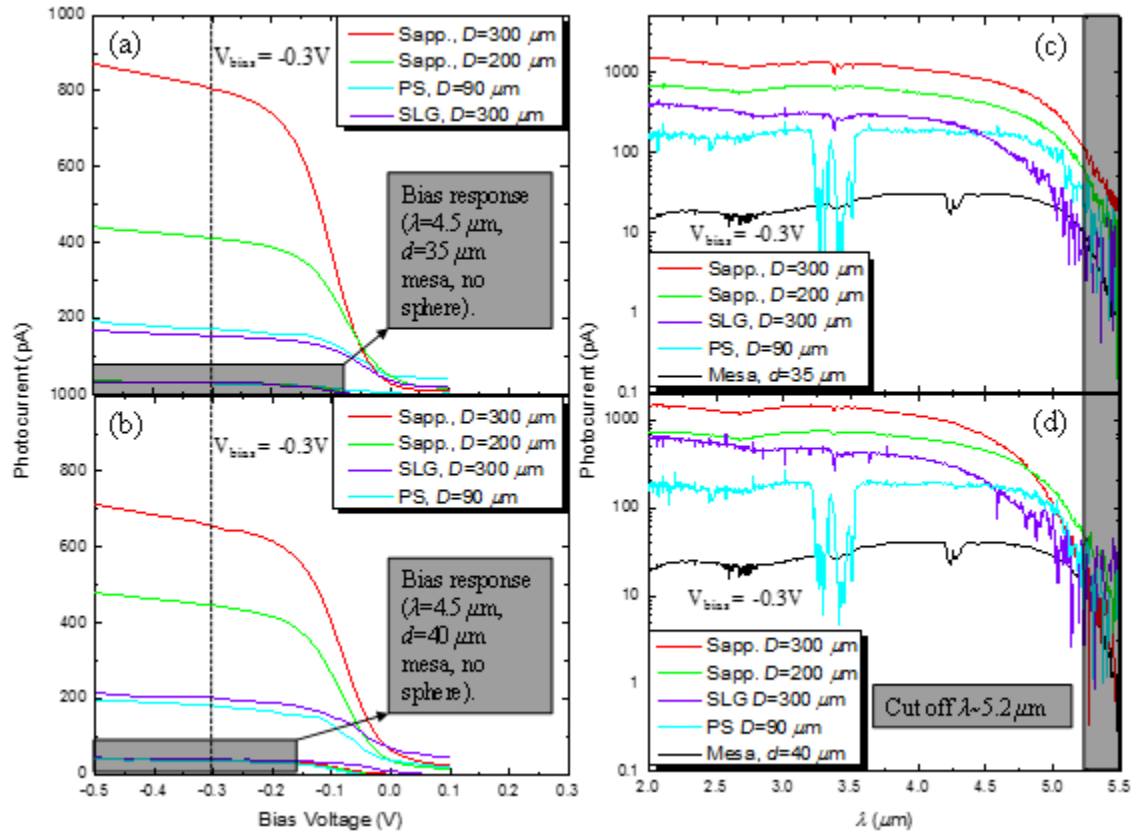 (a)
V_bias = -0.3V
Sapp., D=300 μm
Sapp., D=200 μm
PS, D=90 μm
SLG, D=300 μm
Bias response
(λ=4.5 μm,
d=35 μm
mesa, no
sphere).
1000
800
600
400
200
1000
Photocurrent (pA)
(b)
V_bias = -0.3V
Sapp., D=300 μm
Sapp., D=200 μm
SLG, D=300 μm
PS, D=90 μm
Bias response
(λ=4.5 μm,
d=40 μm
mesa, no
sphere).
800
600
400
200
0
-0.5 -0.4 -0.3 -0.2 -0.1 0.0 0.1 0.2 0.3
Bias Voltage (V)
(c)
1000
100
10
1
0.1
V_bias = -0.3V
Sapp., D=300 μm
Sapp., D=200 μm
SLG, D=300 μm
PS, D=90 μm
Mesa, d=35 μm
Photocurrent (pA)
(d)
1000
100
10
1
0.1
V_bias = -0.3V
Sapp. D=300 μm
Sapp. D=200 μm
SLG D=300 μm
PS D=90 μm
Mesa, d=40 μm
Cut off λ~5.2 μm
2.0 2.5 3.0 3.5 4.0 4.5 5.0 5.5
λ (μm)